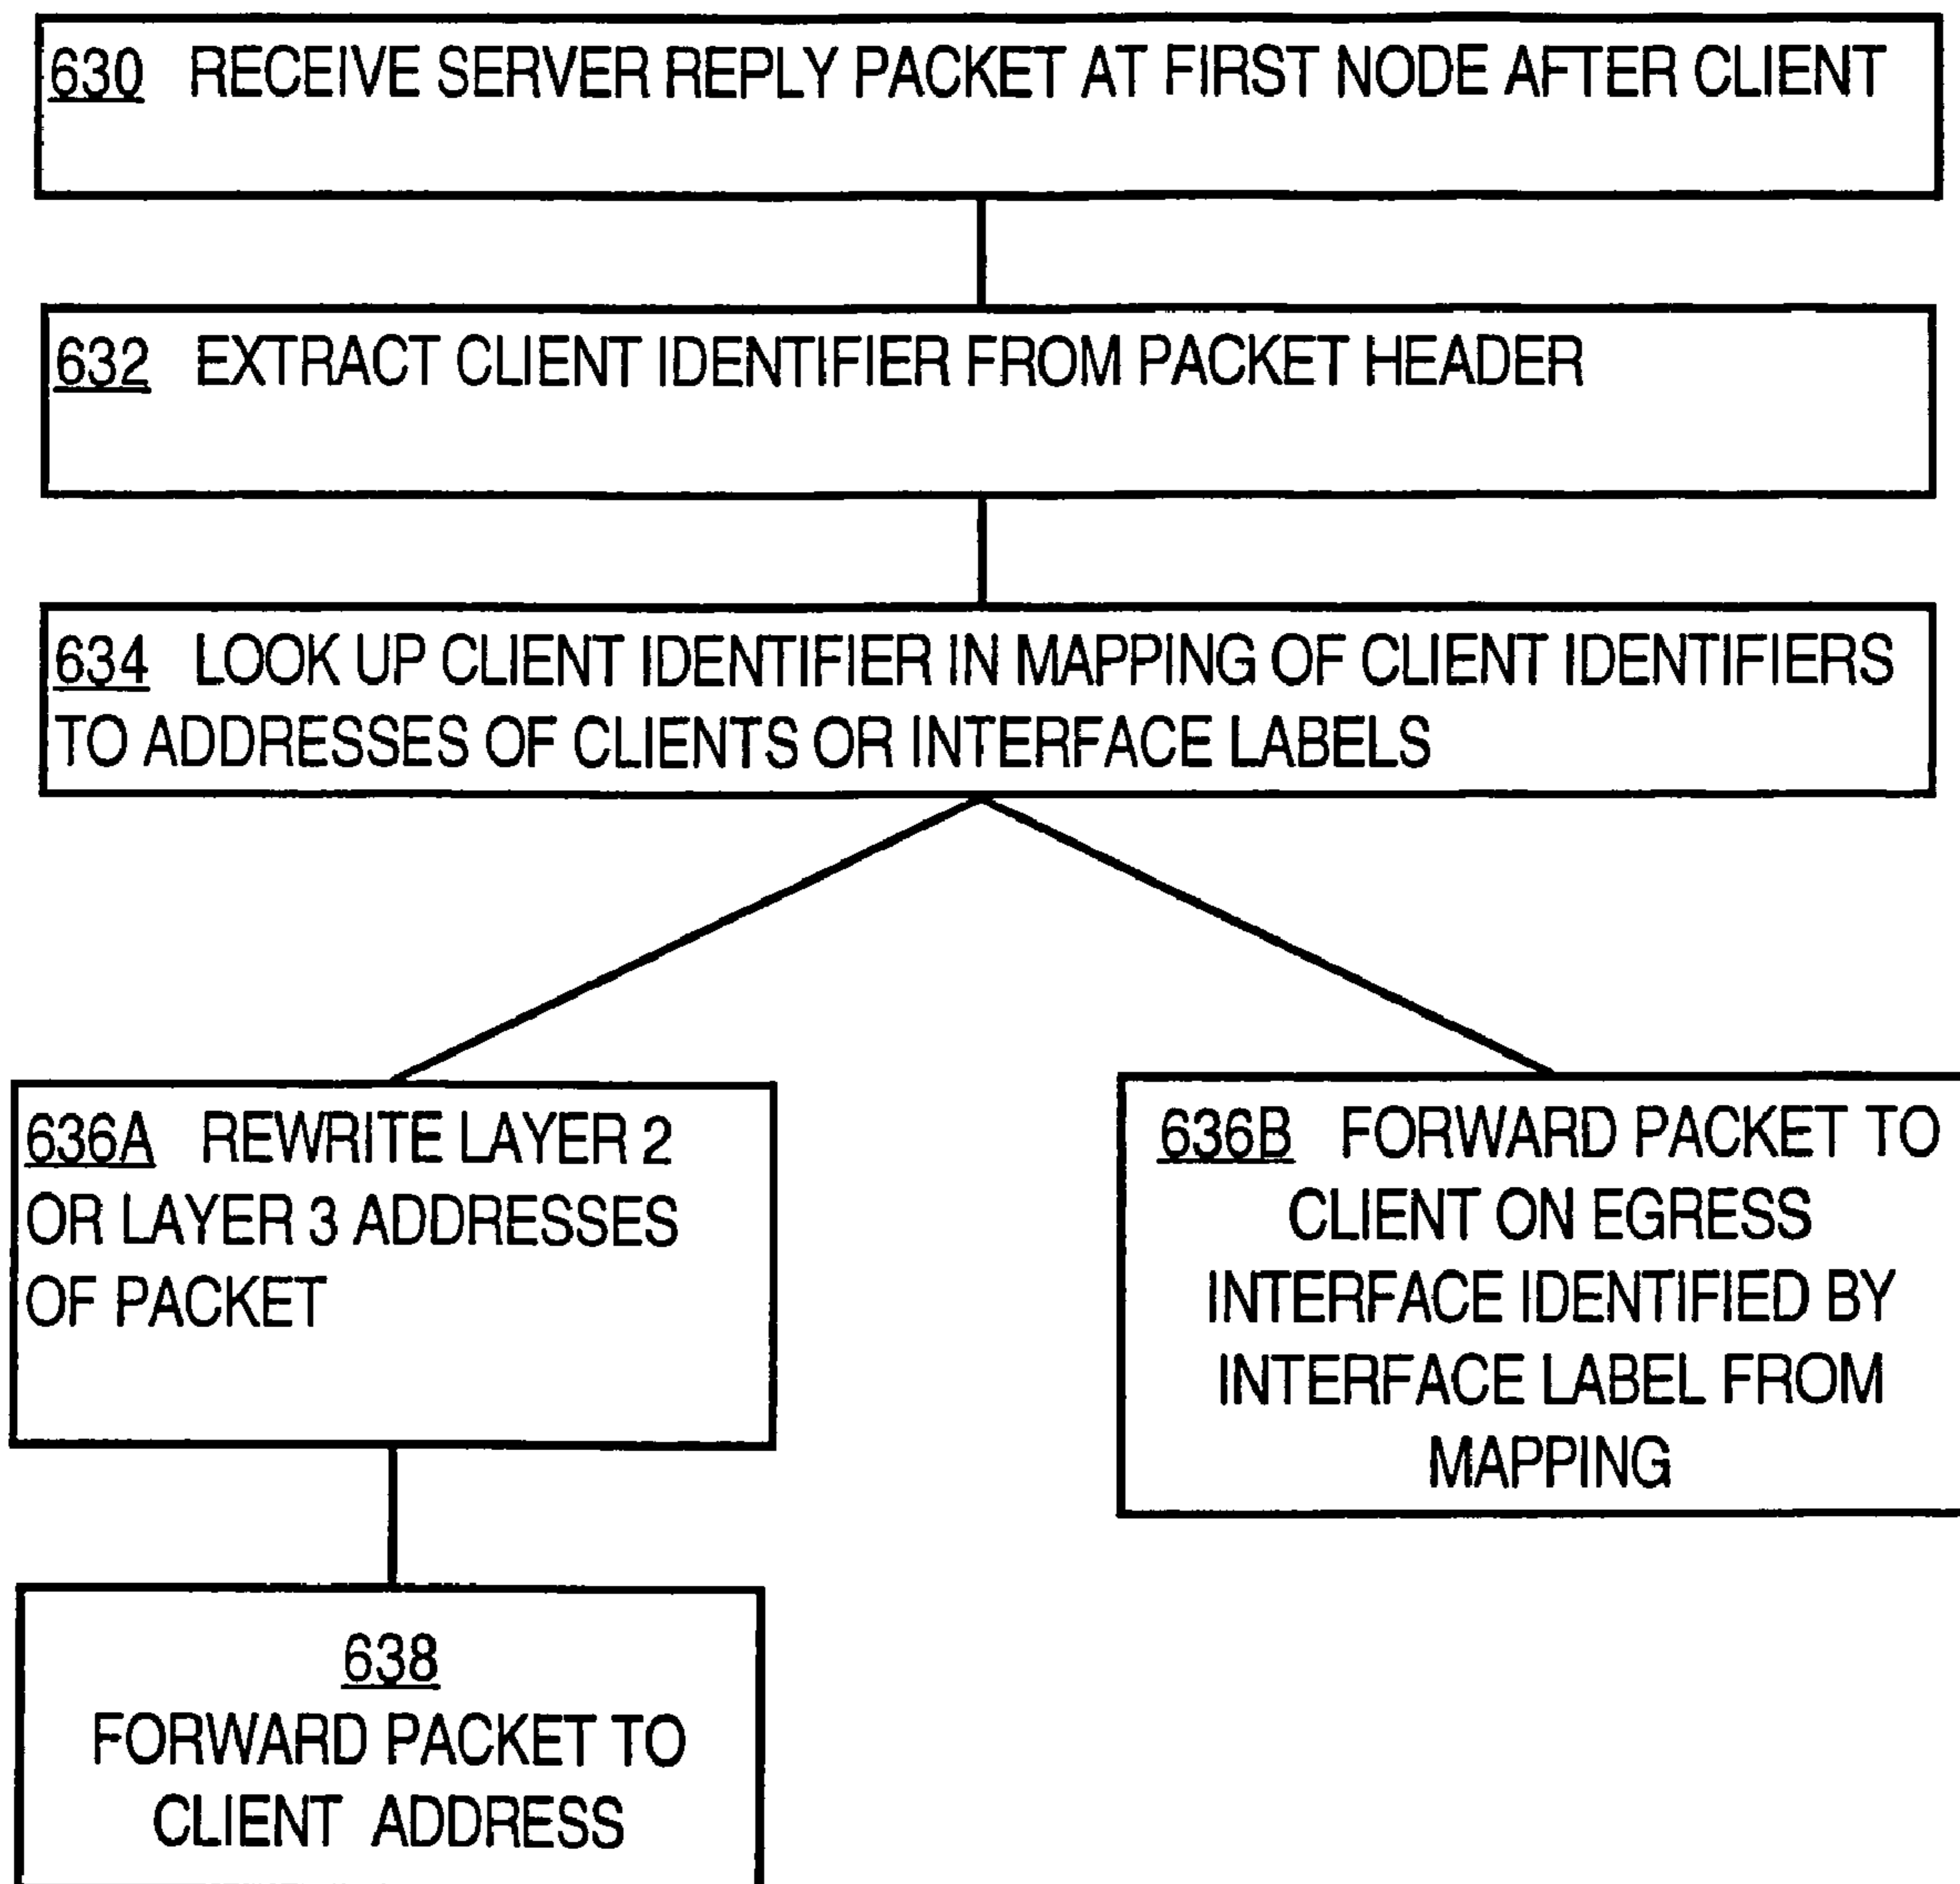 630 RECEIVE SERVER REPLY PACKET AT FIRST NODE AFTER CLIENT
632 EXTRACT CLIENT IDENTIFIER FROM PACKET HEADER
634 LOOK UP CLIENT IDENTIFIER IN MAPPING OF CLIENT IDENTIFIERS
TO ADDRESSES OF CLIENTS OR INTERFACE LABELS
636A REWRITE LAYER 2
OR LAYER 3 ADDRESSES
OF PACKET
636B FORWARD PACKET TO
CLIENT ON EGRESS
INTERFACE IDENTIFIED BY
INTERFACE LABEL FROM
MAPPING
638
FORWARD PACKET TO
CLIENT ADDRESS